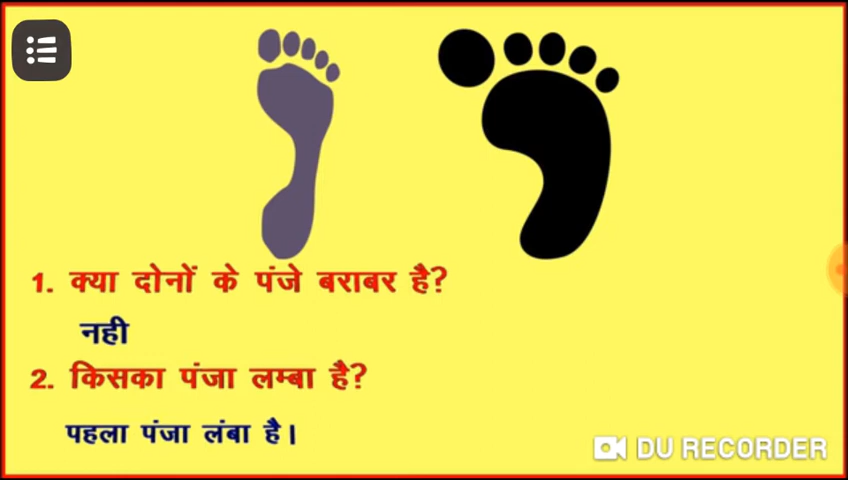 1. क्या दोनों के पंजे बराबर है?
नही
2. किसका पंजा लम्बा है?
पहला पंजा लंबा है।
DU RECORDER